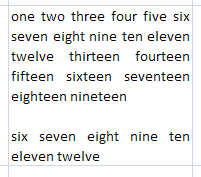 one two three four five six
seven eight nine ten eleven
twelve thirteen fourteen
fifteen sixteen seventeen
eighteen nineteen

six seven eight nine ten
eleven twelve